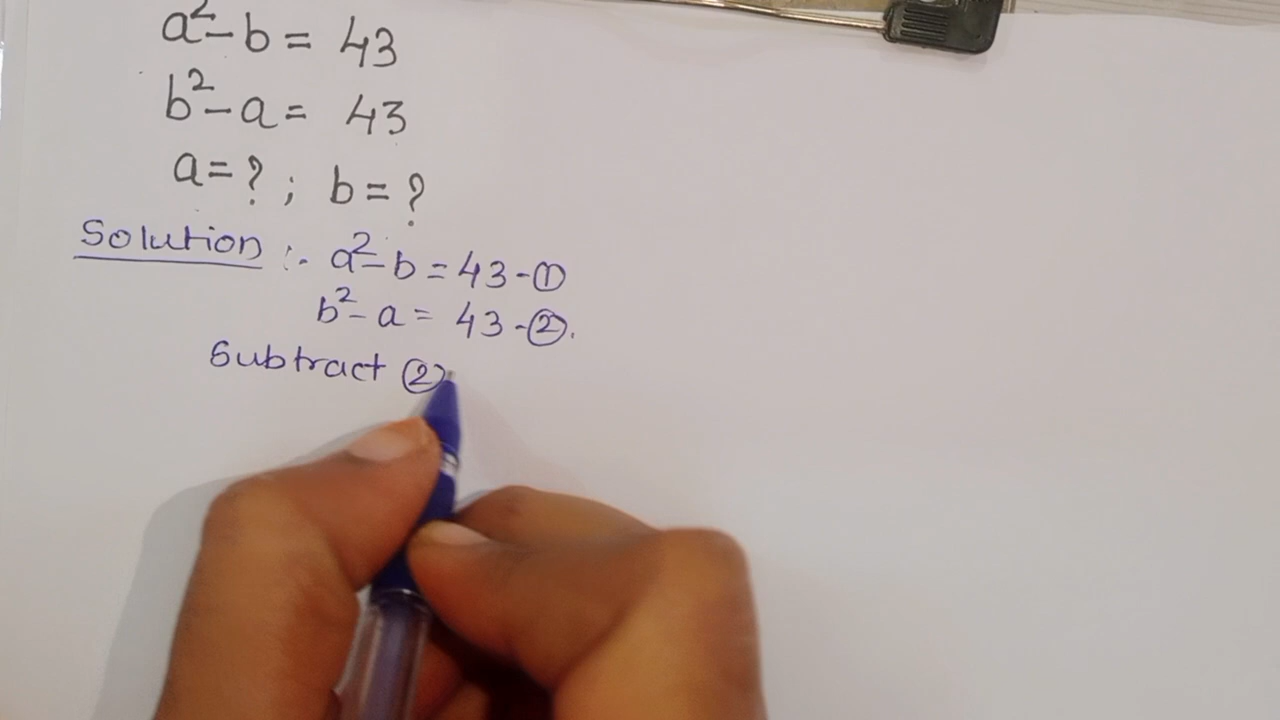 a²-b = 43
b²-a = 43
a=? ; b=?
Solution :- a²-b = 43-①
b²-a = 43-②.
Subtract ②